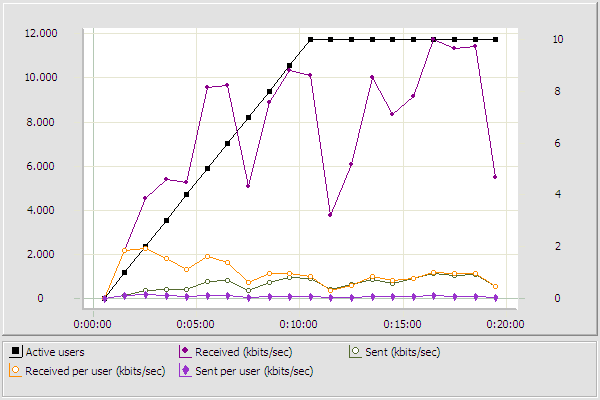 12.000 10
10.000 8
8.000 6
6.000 4
4.000 2
2.000
0 0
0:00:00 0:05:00 0:10:00 0:15:00 0:20:00
Active users Received (kbits/sec) Sent (kbits/sec)
Received per user (kbits/sec) Sent per user (kbits/sec)